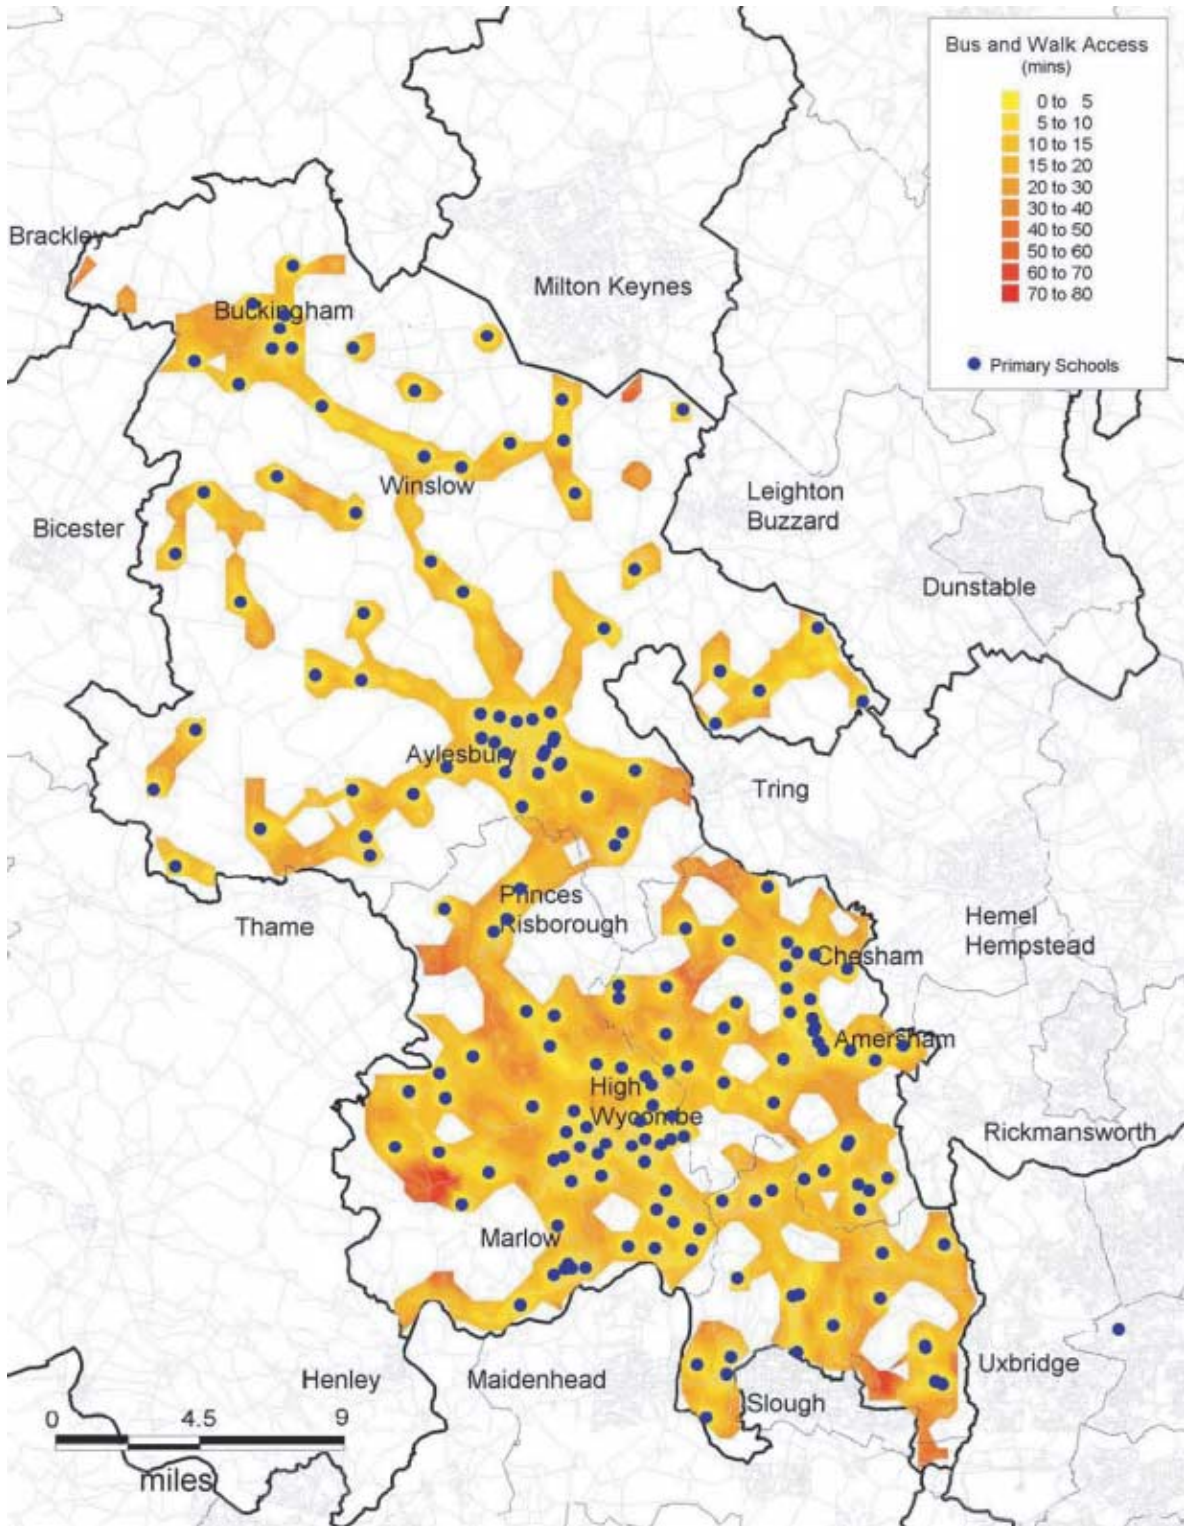 Bus and Walk Access
(mins)
0 to 5
5 to 10
10 to 15
15 to 20
20 to 30
30 to 40
40 to 50
50 to 60
60 to 70
70 to 80
Primary Schools
Brackley
Buckingham
Milton Keynes
Winslow
Leighton
Buzzard
Bicester
Dunstable
Aylesbury
Tring
Thame
Princes
Risborough
Hemel
Hempstead
Chesham
Amersham
High
Wycombe
Rickmansworth
Marlow
Henley
Maidenhead
Slough
Uxbridge
0 4.5 9
miles